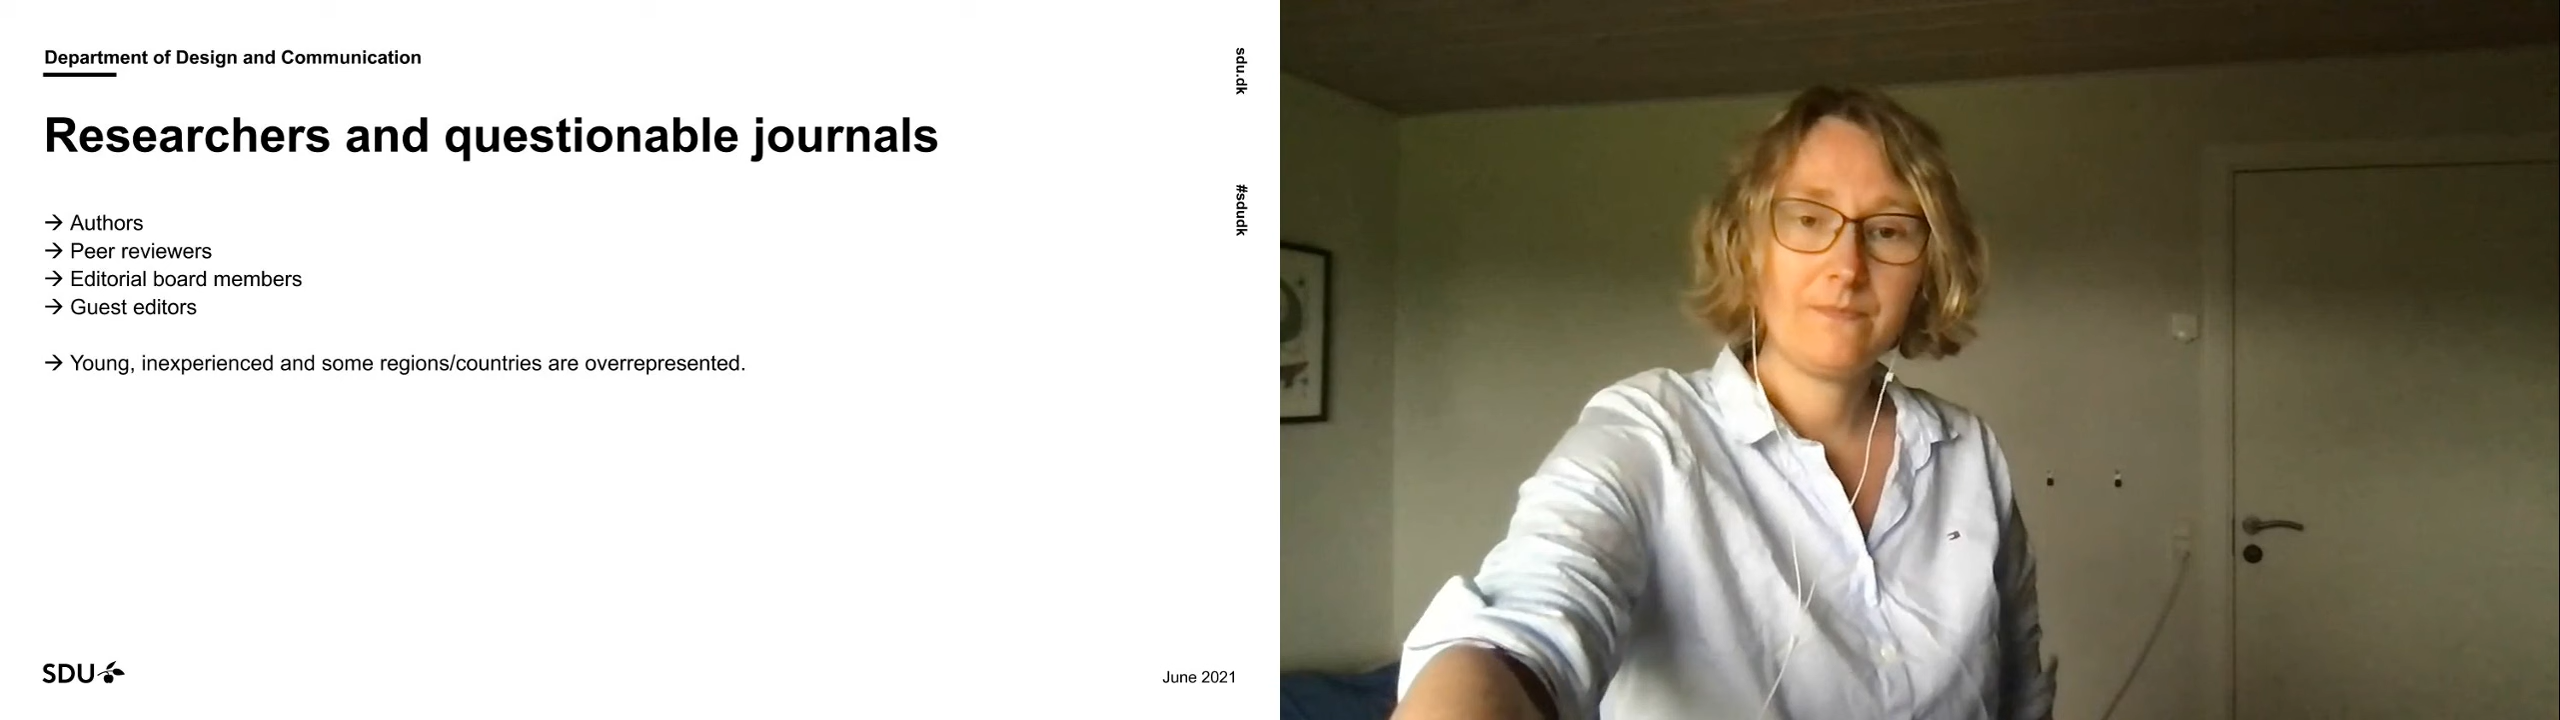 Department of Design and Communication
Researchers and questionable journals
→ Authors
→ Peer reviewers
→ Editorial board members
→ Guest editors
→ Young, inexperienced and some regions/countries are overrepresented.
sdu.dk
#sdudk
SDU
June 2021